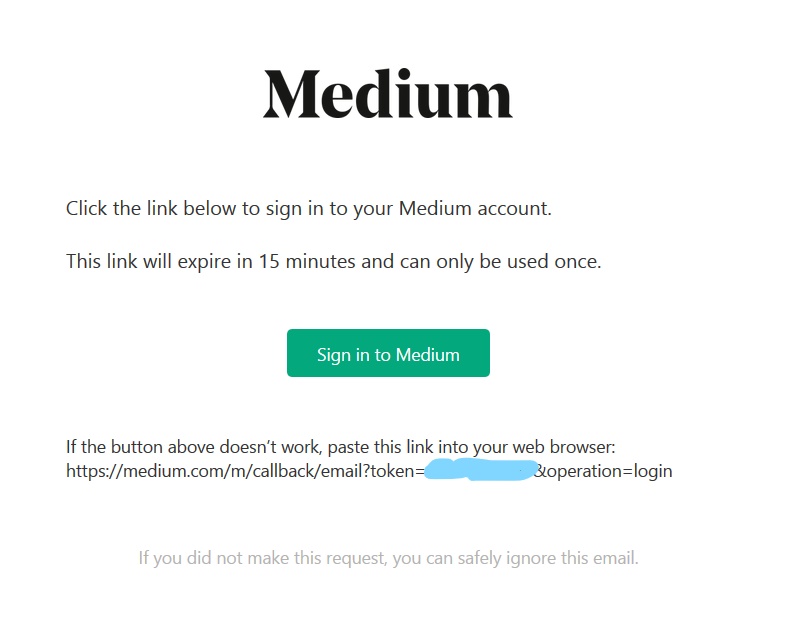 Medium
Click the link below to sign in to your Medium account.
This link will expire in 15 minutes and can only be used once.
Sign in to Medium
If the button above doesn’t work, paste this link into your web browser:
https://medium.com/m/callback/email?token= &operation=login
If you did not make this request, you can safely ignore this email.